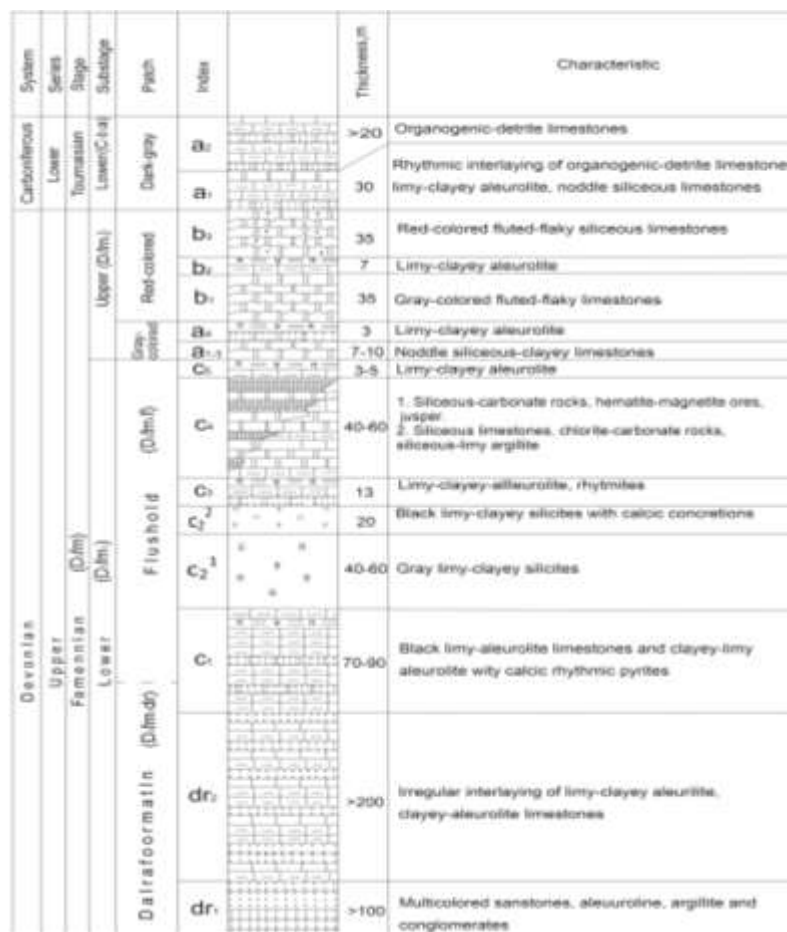 System
Series
Stage
Substage
Patch
Index
Thickness,m
Characteristic
Carboniferous
Lower
Tournaisian
Dark-gray
a₂
>20
Organogenic-detrite limestones
a₁
30
Rhythmic interlaying of organogenic-detrite limestone
limy-clayey aleurolite, noddle siliceous limestones
Devonian
Upper
Famennian (D₃fm)
Upper
Red-colored
b₃
35
Red-colored fluted-flaky siliceous limestones
b₂
7
Limy-clayey aleurolite
b₁
35
Gray-colored fluted-flaky limestones
Gray-
colored
a₄
3
Limy-clayey aleurolite
a₁₋₃
7-10
Noddle siliceous-clayey limestones
Lower
Flushold
c₅
3-5
Limy-clayey aleurolite
c₄
40-60
1. Siliceous-carbonate rocks, hematite-magnetite ores,
jusper
2. Siliceous limestones, chlorite-carbonate rocks,
siliceous-limy argillite
c₃
13
Limy-clayey-aillieurolite, rhytmites
c₂²
20
Black limy-clayey silicites with calcic concretions
c₂¹
40-60
Gray limy-clayey silicites
c₁
70-90
Black limy-aleurolite limestones and clayey-limy
aleurolite wity calcic rhythmic pyrites
Dairafoormatin
dr₂
>200
Irregular interlaying of limy-clayey aleurilite,
clayey-aleurolite limestones
dr₁
>100
Multicolored sanstones, aleuuroline, argillite and
conglomerates